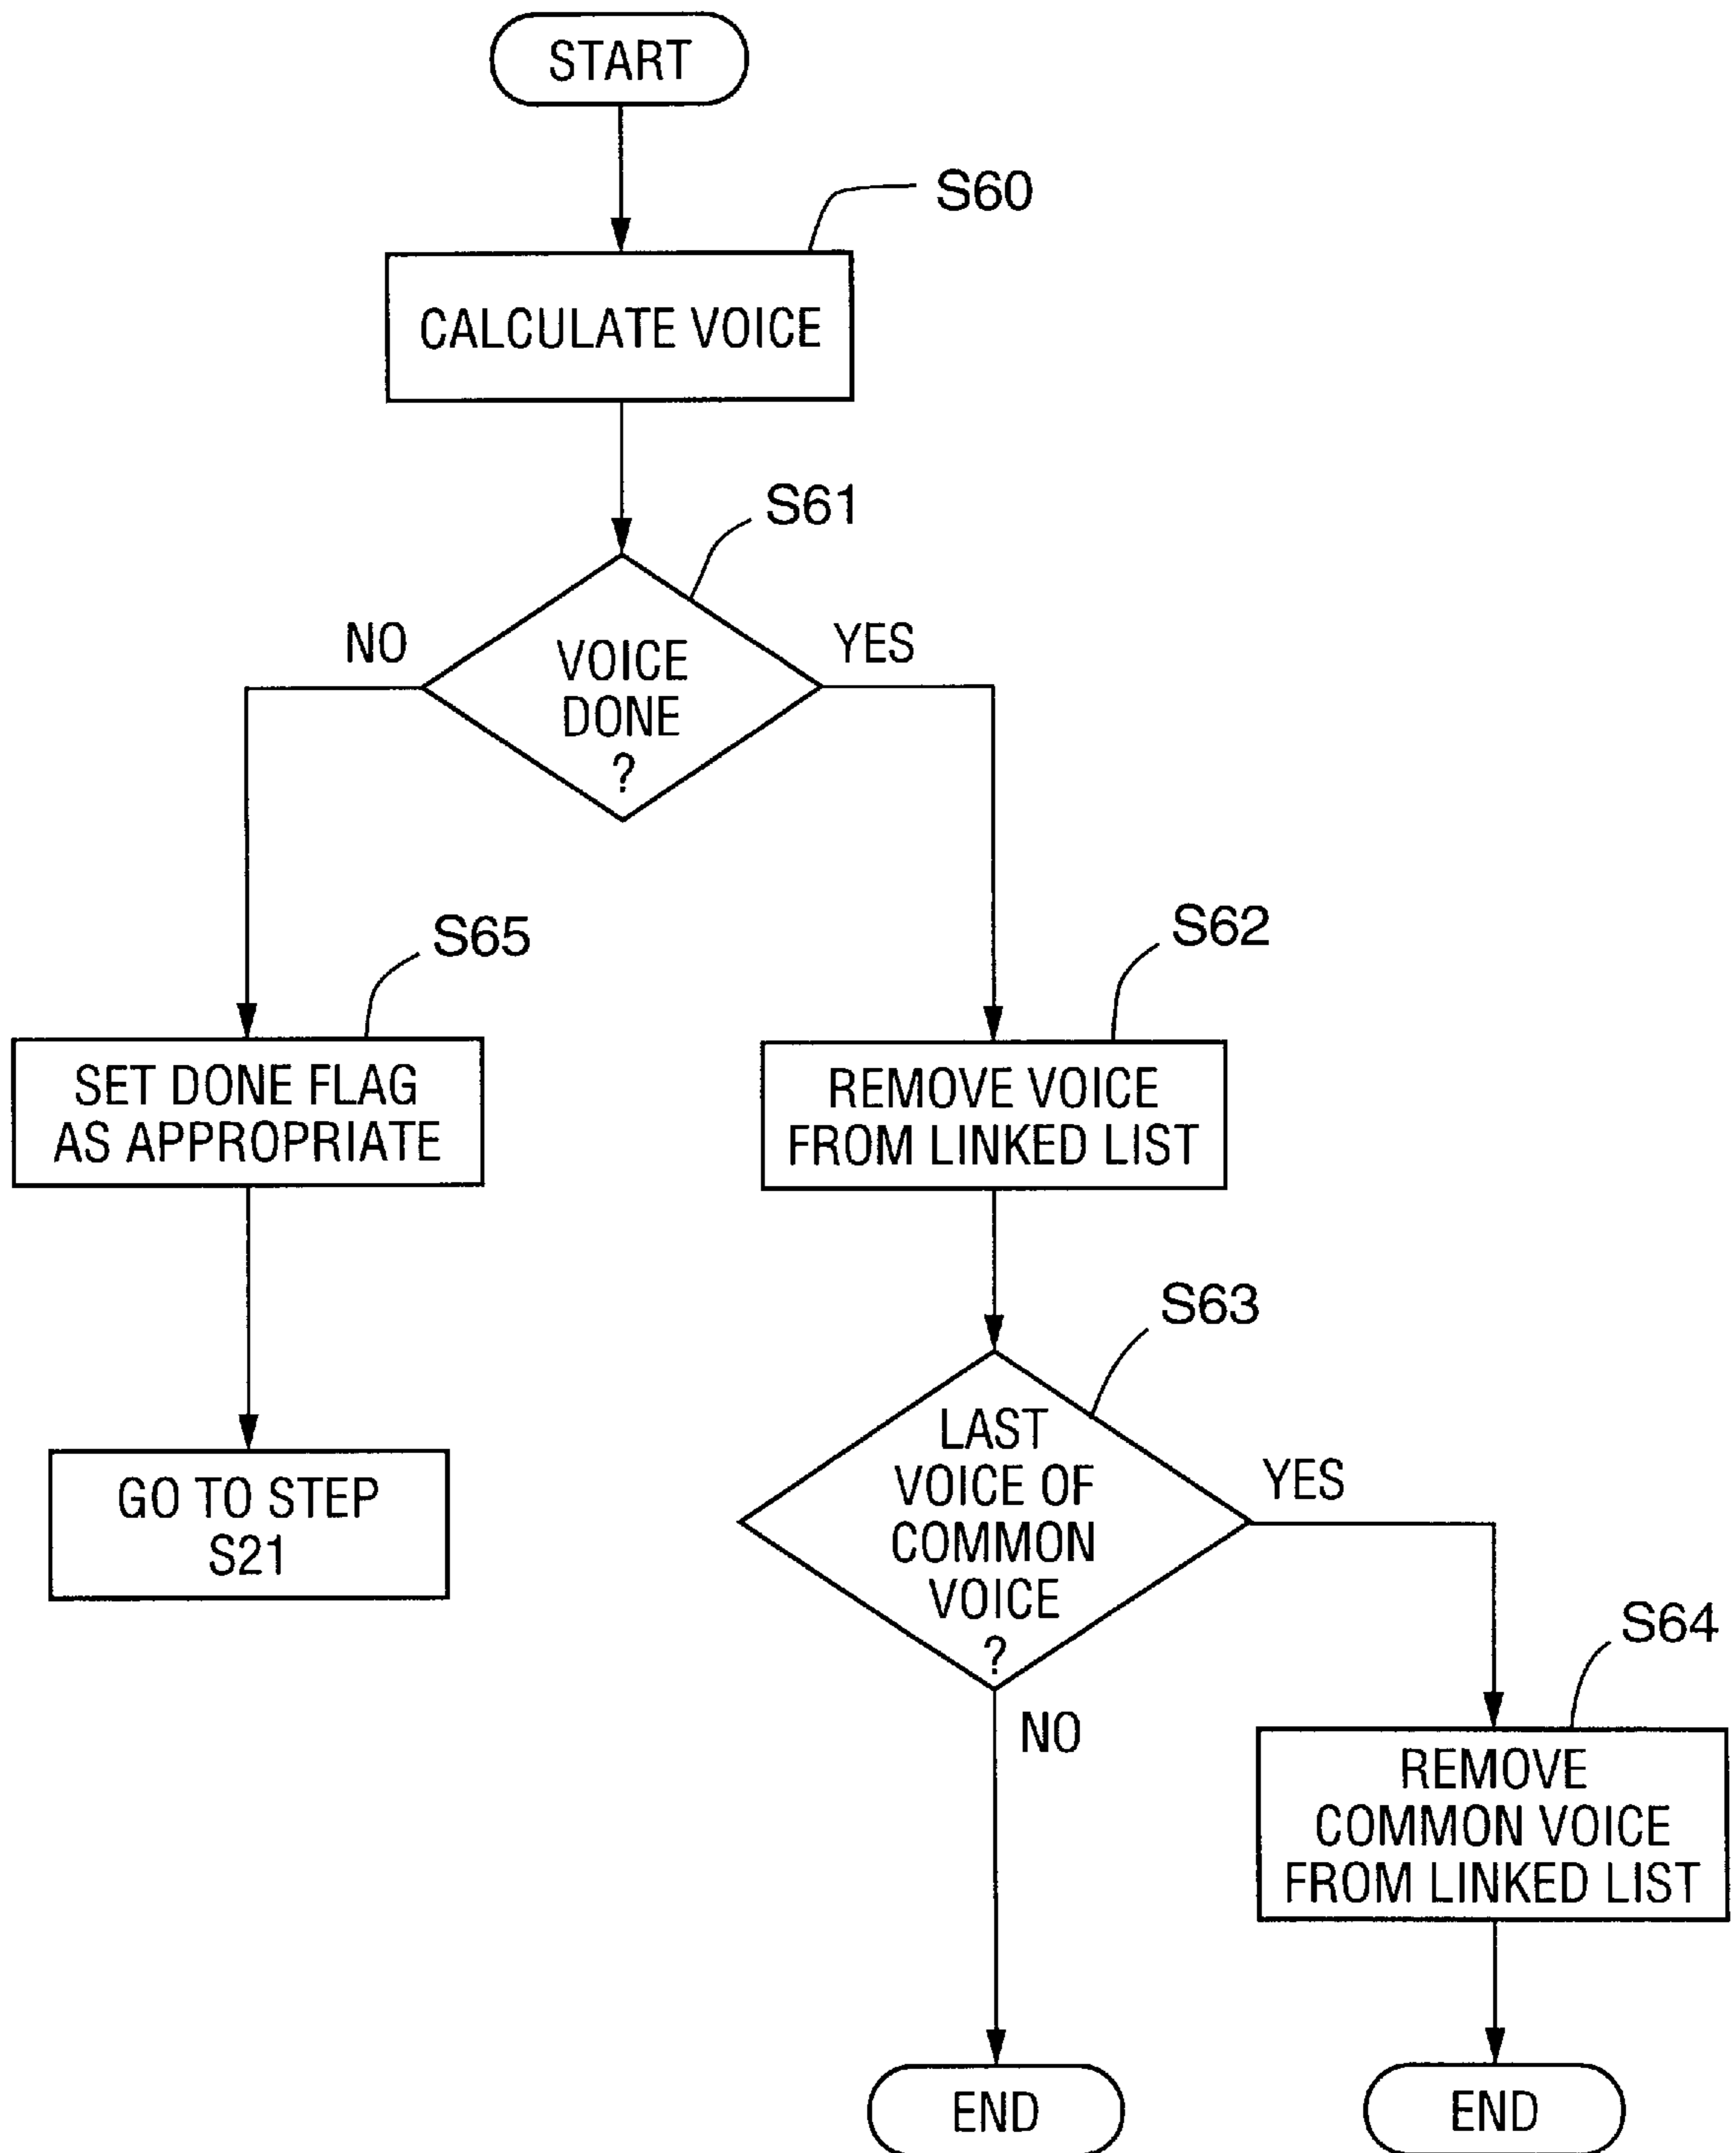 START
S60
CALCULATE VOICE
S61
NO
YES
VOICE
DONE
?
S65
S62
SET DONE FLAG
AS APPROPRIATE
REMOVE VOICE
FROM LINKED LIST
S63
GO TO STEP
S21
LAST
VOICE OF
COMMON
VOICE
?
YES
NO
S64
REMOVE
COMMON VOICE
FROM LINKED LIST
END
END